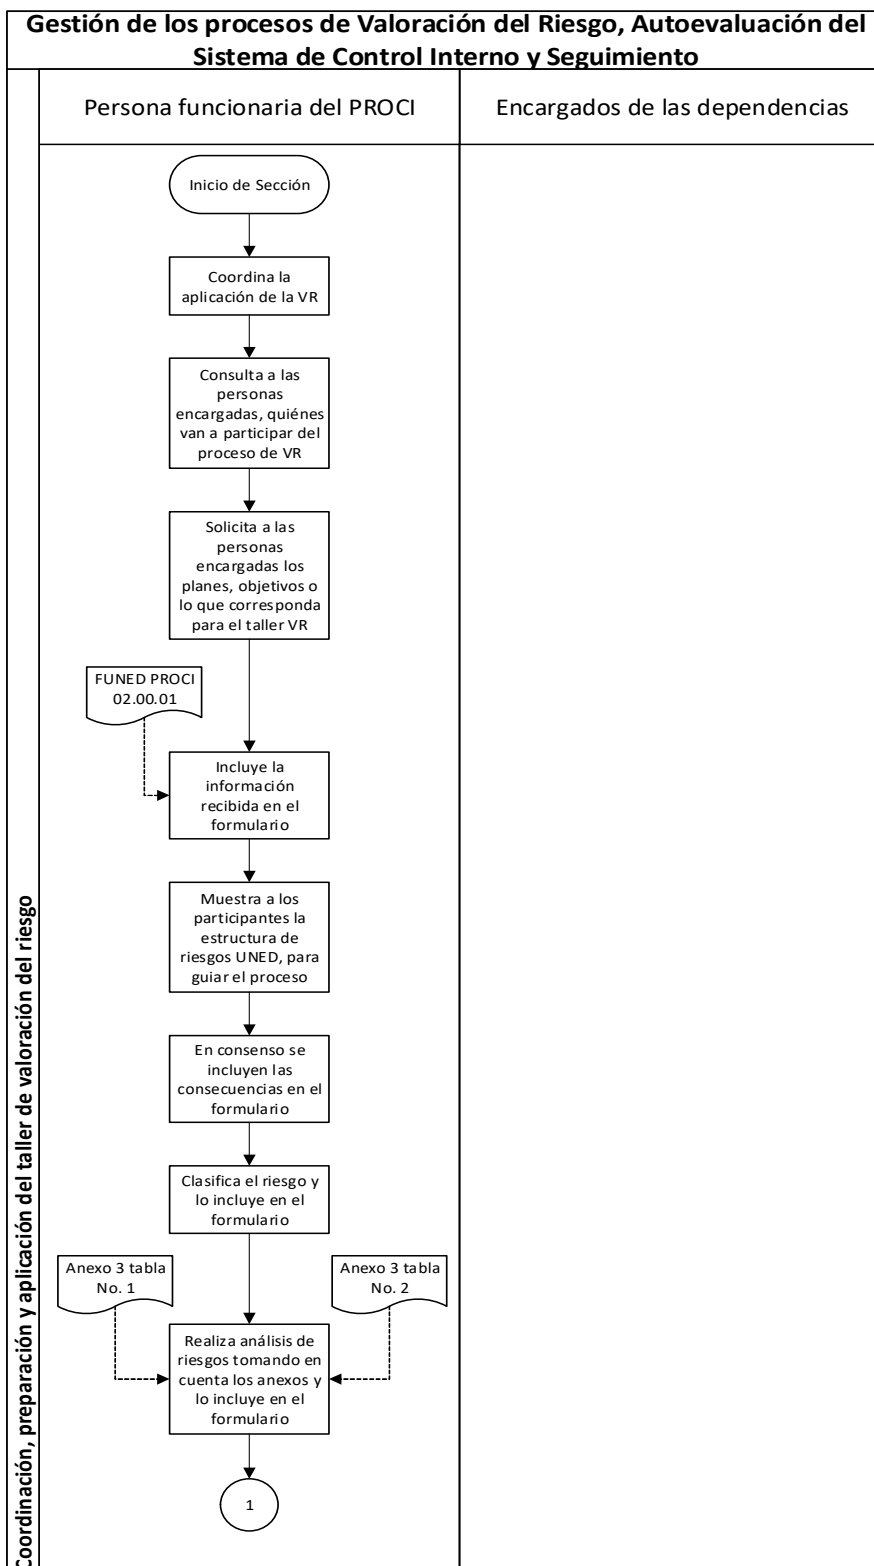 Gestión de los procesos de Valoración del Riesgo, Autoevaluación del
Sistema de Control Interno y Seguimiento
Persona funcionaria del PROCI
Encargados de las dependencias
Coordinación, preparación y aplicación del taller de valoración del riesgo
Inicio de Sección
Coordina la
aplicación de la VR
Consulta a las
personas
encargadas, quiénes
van a participar del
proceso de VR
Solicita a las
personas
encargadas los
planes, objetivos o
lo que corresponda
para el taller VR
FUNED PROCI
02.00.01
Incluye la
información
recibida en el
formulario
Muestra a los
participantes la
estructura de
riesgos UNED, para
guiar el proceso
En consenso se
incluyen las
consecuencias en el
formulario
Clasifica el riesgo y
lo incluye en el
formulario
Anexo 3 tabla
No. 1
Anexo 3 tabla
No. 2
Realiza análisis de
riesgos tomando en
cuenta los anexos y
lo incluye en el
formulario
1